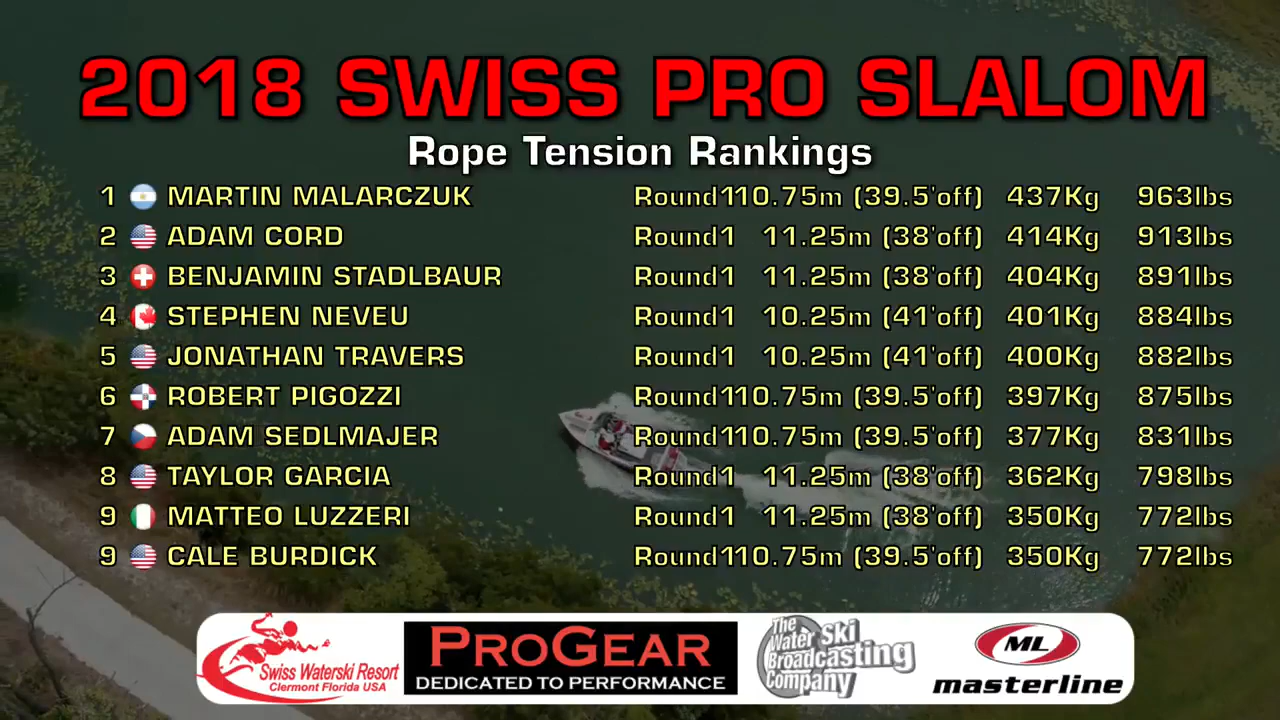 2018 SWISS PRO SLALOM
Rope Tension Rankings
1 MARTIN MALARCZUK Round110.75m (39.5'off) 437Kg 963lbs
2 ADAM CORD Round1 11.25m (38'off) 414Kg 913lbs
3 BENJAMIN STADLBAUR Round1 11.25m (38'off) 404Kg 891lbs
4 STEPHEN NEVEU Round1 10.25m (41'off) 401Kg 884lbs
5 JONATHAN TRAVERS Round1 10.25m (41'off) 400Kg 882lbs
6 ROBERT PIGOZZI Round110.75m (39.5'off) 397Kg 875lbs
7 ADAM SEDLMAJER Round110.75m (39.5'off) 377Kg 831lbs
8 TAYLOR GARCIA Round1 11.25m (38'off) 362Kg 798lbs
9 MATTEO LUZZERI Round1 11.25m (38'off) 350Kg 772lbs
9 CALE BURDICK Round110.75m (39.5'off) 350Kg 772lbs
Swiss Waterski Resort
Clermont Florida USA
PROGEAR
DEDICATED TO PERFORMANCE
The
Water Ski
Broadcasting
Company
ML
masterline